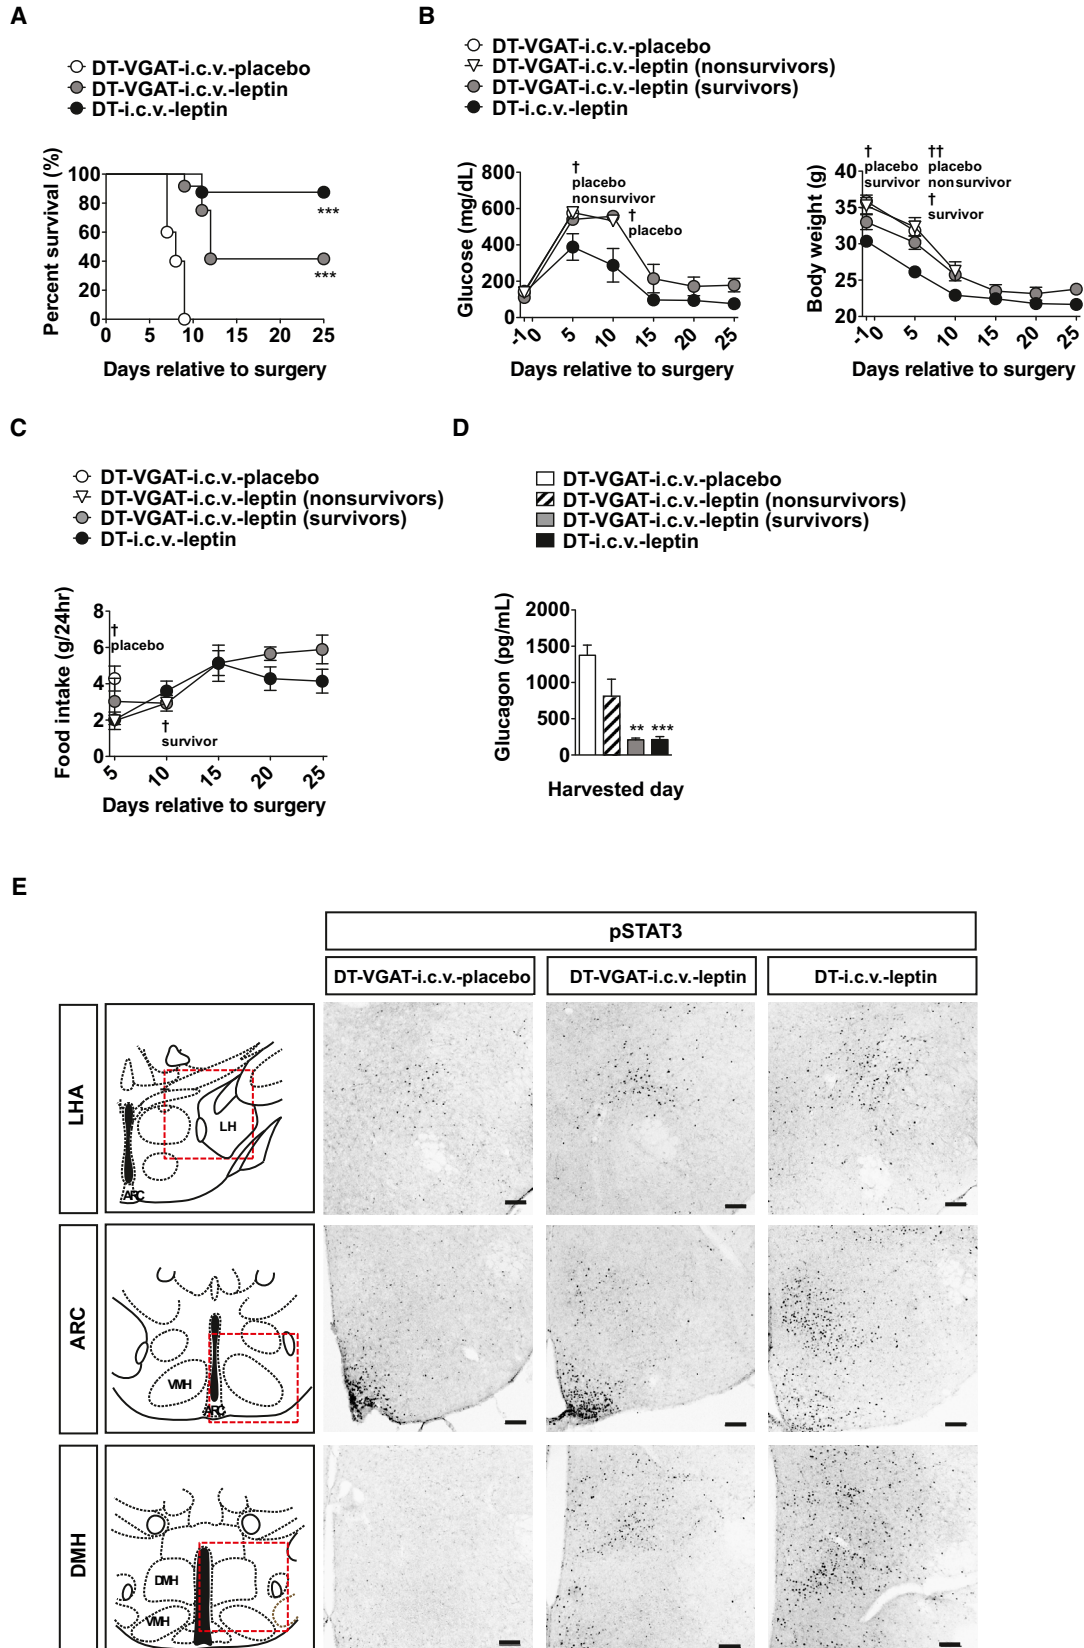 A
DT-VGAT-i.c.v.-placebo
DT-VGAT-i.c.v.-leptin
DT-i.c.v.-leptin
Percent survival (%)
100
80
60
40
20
0
0 5 10 15 20 25
***
***
Days relative to surgery
B
DT-VGAT-i.c.v.-placebo
DT-VGAT-i.c.v.-leptin (nonsurvivors)
DT-VGAT-i.c.v.-leptin (survivors)
DT-i.c.v.-leptin
Glucose (mg/dL)
800
600
400
200
0
†
placebo
nonsurvivor
†
placebo
-1 0 5 10 15 20 25
Days relative to surgery
Body weight (g)
40
35
30
25
20
†
placebo
survivor
††
placebo
nonsurvivor
†
survivor
-1 0 5 10 15 20 25
Days relative to surgery
C
DT-VGAT-i.c.v.-placebo
DT-VGAT-i.c.v.-leptin (nonsurvivors)
DT-VGAT-i.c.v.-leptin (survivors)
DT-i.c.v.-leptin
Food intake (g/24hr)
8
6
4
2
0
†
placebo
†
survivor
5 10 15 20 25
Days relative to surgery
D
DT-VGAT-i.c.v.-placebo
DT-VGAT-i.c.v.-leptin (nonsurvivors)
DT-VGAT-i.c.v.-leptin (survivors)
DT-i.c.v.-leptin
Glucagon (pg/mL)
2000
1500
1000
500
0
** ***
Harvested day
E
pSTAT3
DT-VGAT-i.c.v.-placebo
DT-VGAT-i.c.v.-leptin
DT-i.c.v.-leptin
LHA
LH
ARC
ARC
VMH
ARC
DMH
DMH
VMH